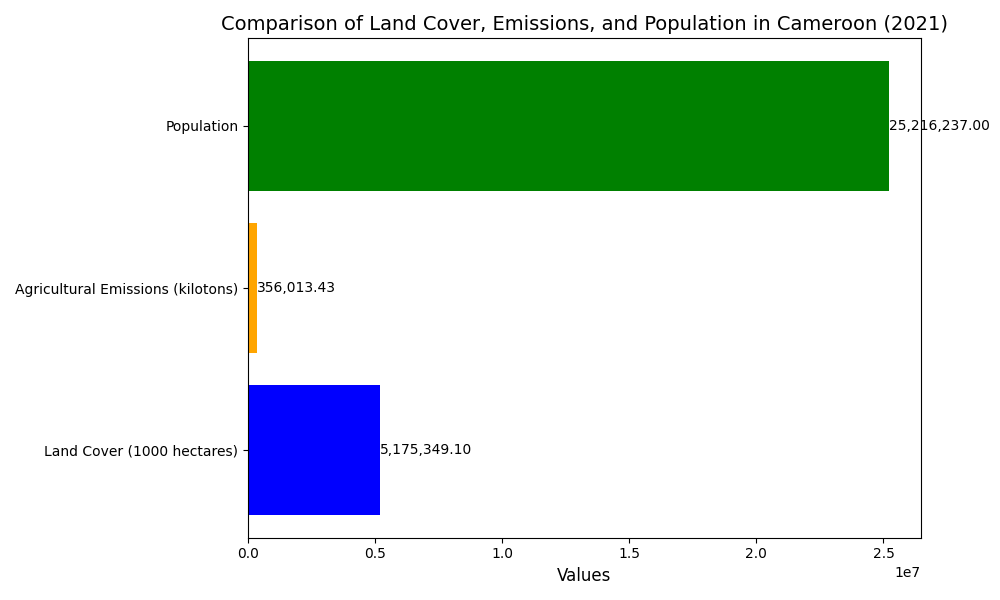 Comparison of Land Cover, Emissions, and Population in Cameroon (2021)
Population
25,216,237.00
Agricultural Emissions (kilotons)
356,013.43
Land Cover (1000 hectares)
5,175,349.10
0.0 0.5 1.0 1.5 2.0 2.5
1e7
Values